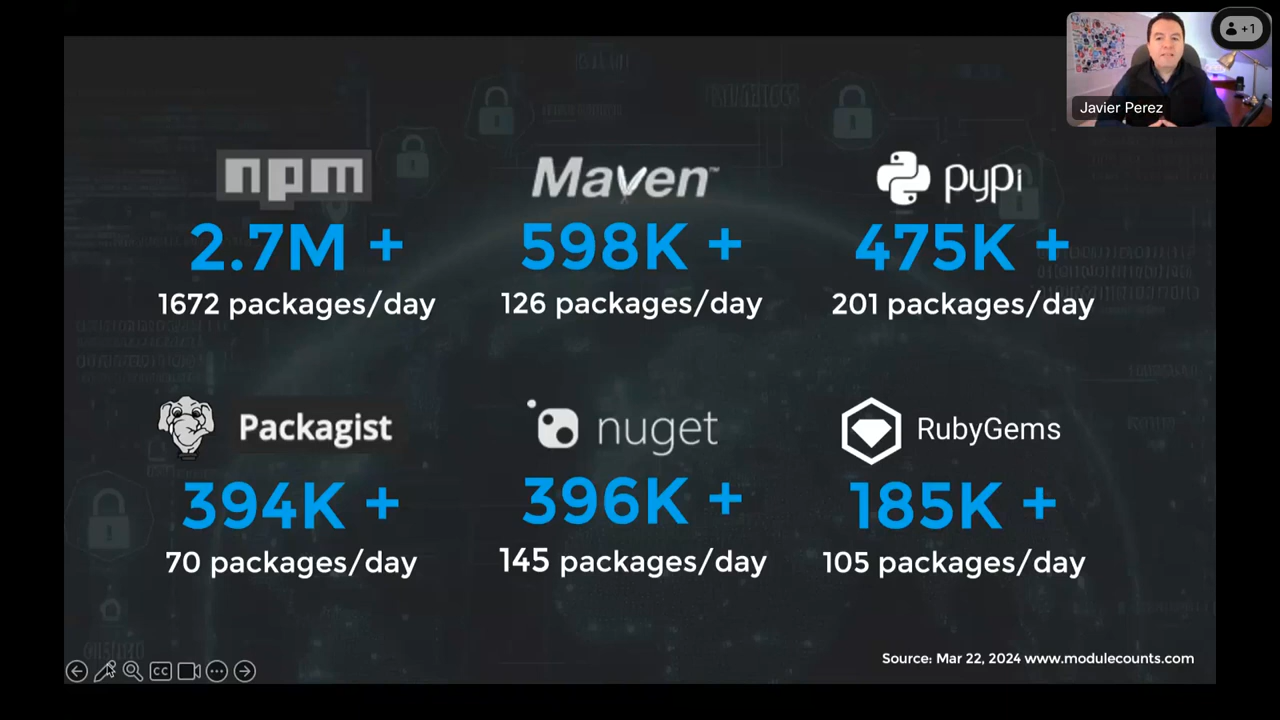 +1
Javier Perez
npm
Maven™
pypi
2.7M +
598K +
475K +
1672 packages/day
126 packages/day
201 packages/day
Packagist
nuget
RubyGems
394K +
396K +
185K +
70 packages/day
145 packages/day
105 packages/day
Source: Mar 22, 2024 www.modulecounts.com
CC